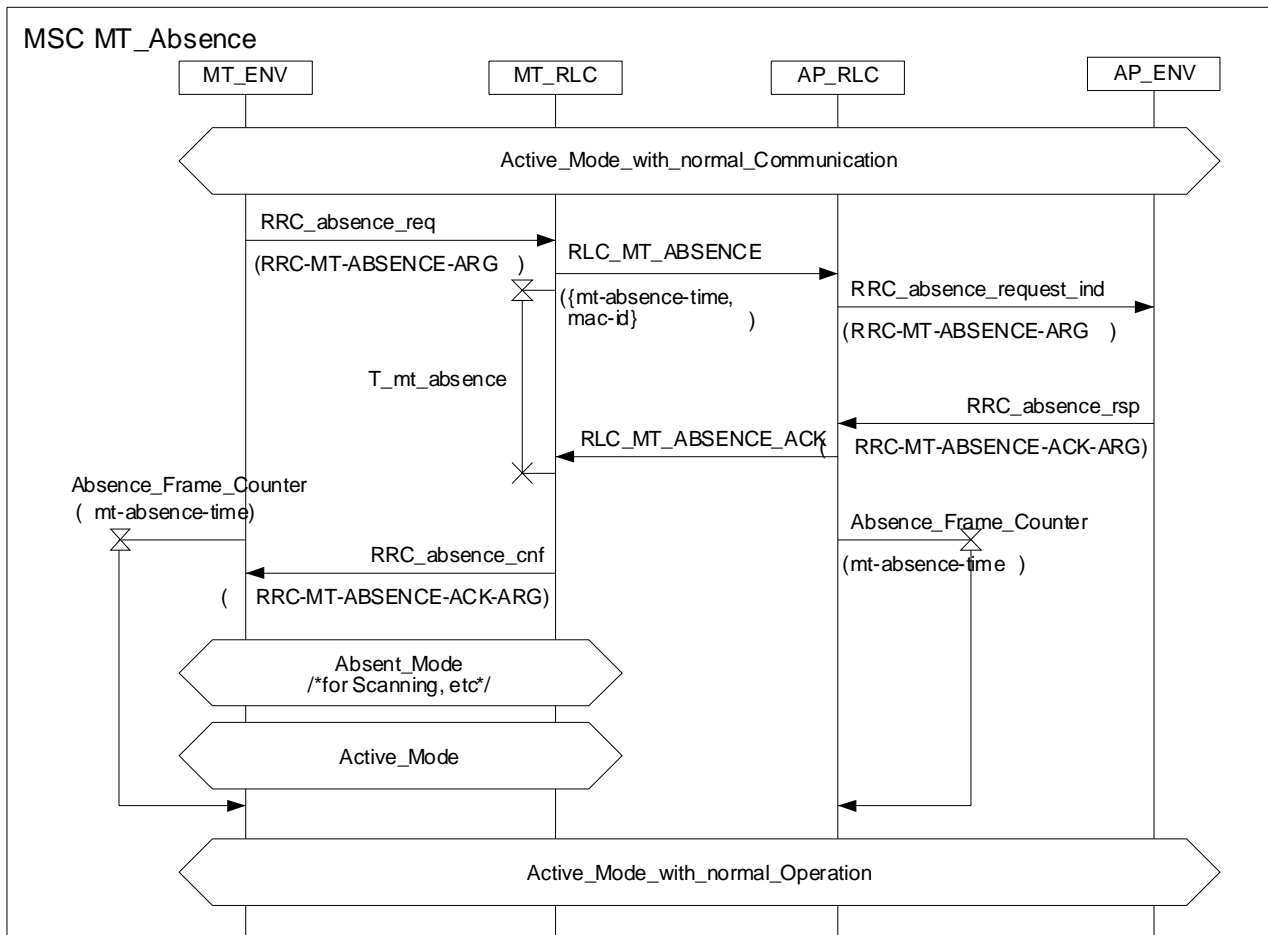 MSC MT_Absence
MT_ENV
MT_RLC
AP_RLC
AP_ENV
Active_Mode_with_normal_Communication
RRC_absence_req
(RRC-MT-ABSENCE-ARG )
RLC_MT_ABSENCE
({mt-absence-time,
mac-id} )
RRC_absence_request_ind
(RRC-MT-ABSENCE-ARG )
T_mt_absence
RRC_absence_rsp
( RRC-MT-ABSENCE-ACK-ARG)
RLC_MT_ABSENCE_ACK
Absence_Frame_Counter
( mt-absence-time)
Absence_Frame_Counter
(mt-absence-time )
RRC_absence_cnf
( RRC-MT-ABSENCE-ACK-ARG)
Absent_Mode
/*for Scanning, etc*/
Active_Mode
Active_Mode_with_normal_Operation